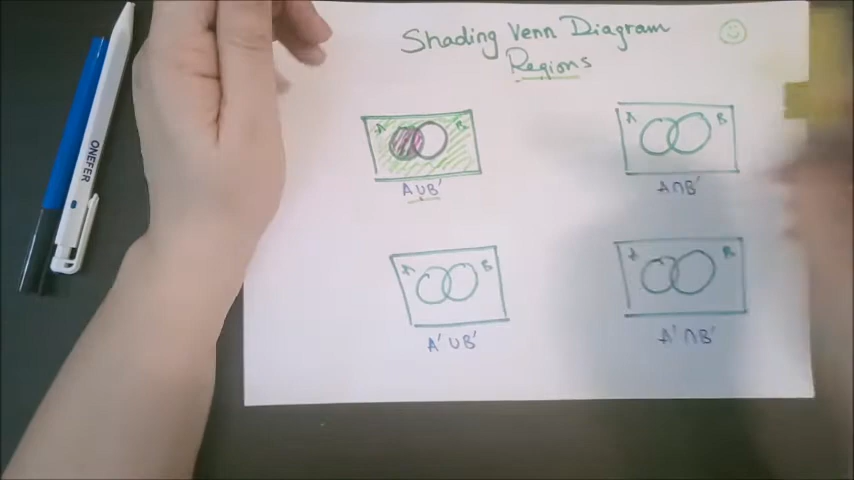 Shading Venn Diagram
Regions
A B
A∪B'
A B
A∩B'
A B
A'∪B'
A B
A'∩B'
ONEFER